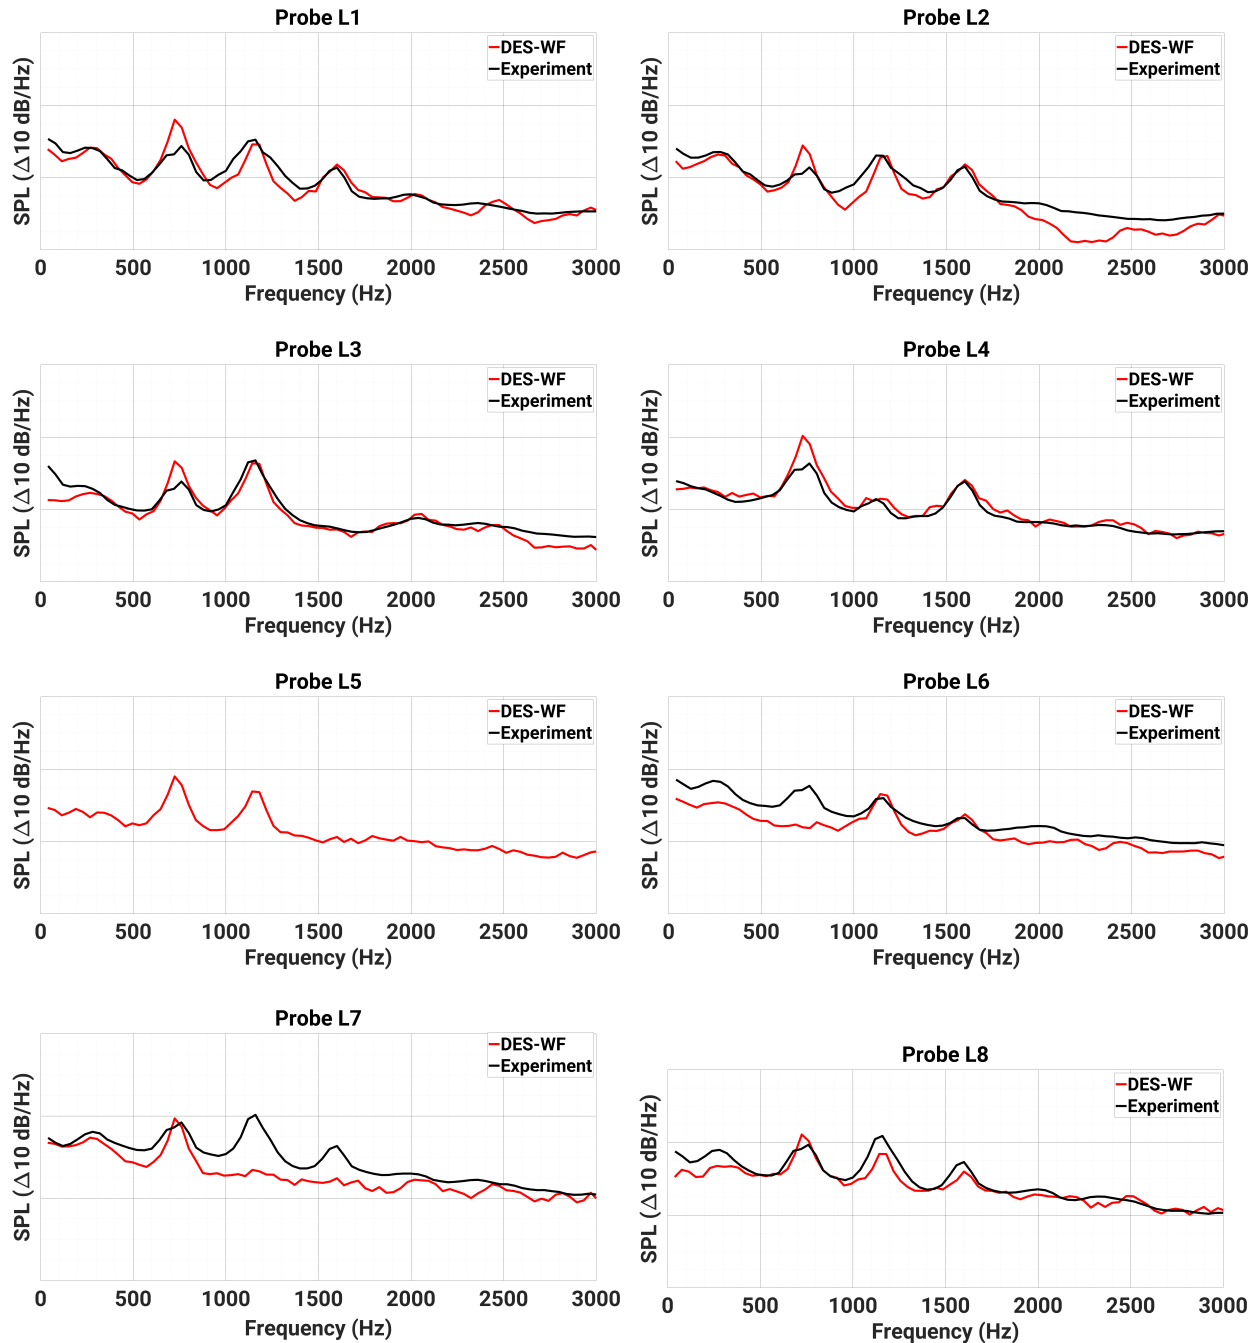 Probe L1
DES-WF
Experiment
SPL (Δ10 dB/Hz)
0 500 1000 1500 2000 2500 3000
Frequency (Hz)
Probe L2
DES-WF
Experiment
SPL (Δ10 dB/Hz)
0 500 1000 1500 2000 2500 3000
Frequency (Hz)
Probe L3
DES-WF
Experiment
SPL (Δ10 dB/Hz)
0 500 1000 1500 2000 2500 3000
Frequency (Hz)
Probe L4
DES-WF
Experiment
SPL (Δ10 dB/Hz)
0 500 1000 1500 2000 2500 3000
Frequency (Hz)
Probe L5
DES-WF
Experiment
SPL (Δ10 dB/Hz)
0 500 1000 1500 2000 2500 3000
Frequency (Hz)
Probe L6
DES-WF
Experiment
SPL (Δ10 dB/Hz)
0 500 1000 1500 2000 2500 3000
Frequency (Hz)
Probe L7
DES-WF
Experiment
SPL (Δ10 dB/Hz)
0 500 1000 1500 2000 2500 3000
Frequency (Hz)
Probe L8
DES-WF
Experiment
SPL (Δ10 dB/Hz)
0 500 1000 1500 2000 2500 3000
Frequency (Hz)